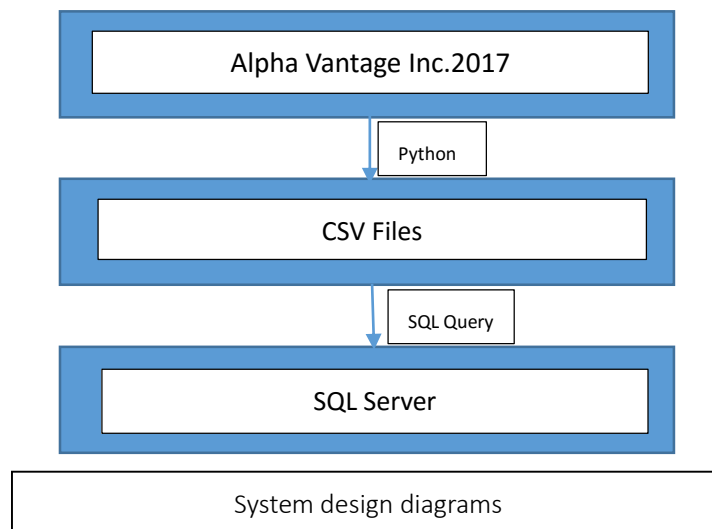 Alpha Vantage Inc.2017
Python
CSV Files
SQL Query
SQL Server
System design diagrams